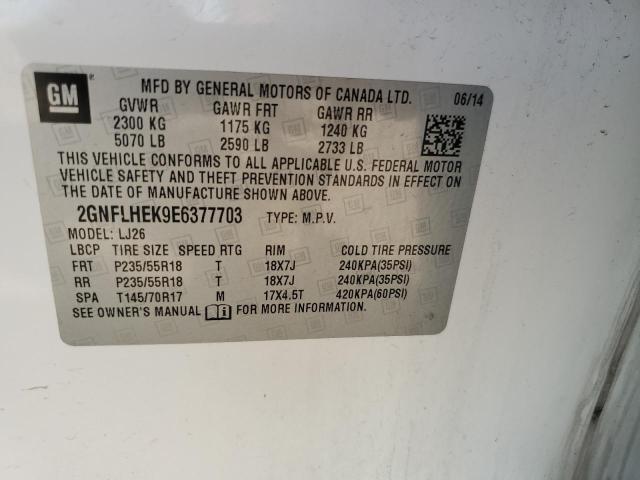 GM
MFD BY GENERAL MOTORS OF CANADA LTD. 06/14
GVWR GAWR FRT GAWR RR
2300 KG 1175 KG 1240 KG
5070 LB 2590 LB 2733 LB
THIS VEHICLE CONFORMS TO ALL APPLICABLE U.S. FEDERAL MOTOR
VEHICLE SAFETY AND THEFT PREVENTION STANDARDS IN EFFECT ON
THE DATE OF MANUFACTURE SHOWN ABOVE.
2GNFLHEK9E6377703 TYPE: M.P.V.
MODEL: LJ26
LBCP TIRE SIZE SPEED RTG RIM COLD TIRE PRESSURE
FRT P235/55R18 T 18X7J 240KPA(35PSI)
RR P235/55R18 T 18X7J 240KPA(35PSI)
SPA T145/70R17 M 17X4.5T 420KPA(60PSI)
SEE OWNER'S MANUAL FOR MORE INFORMATION.